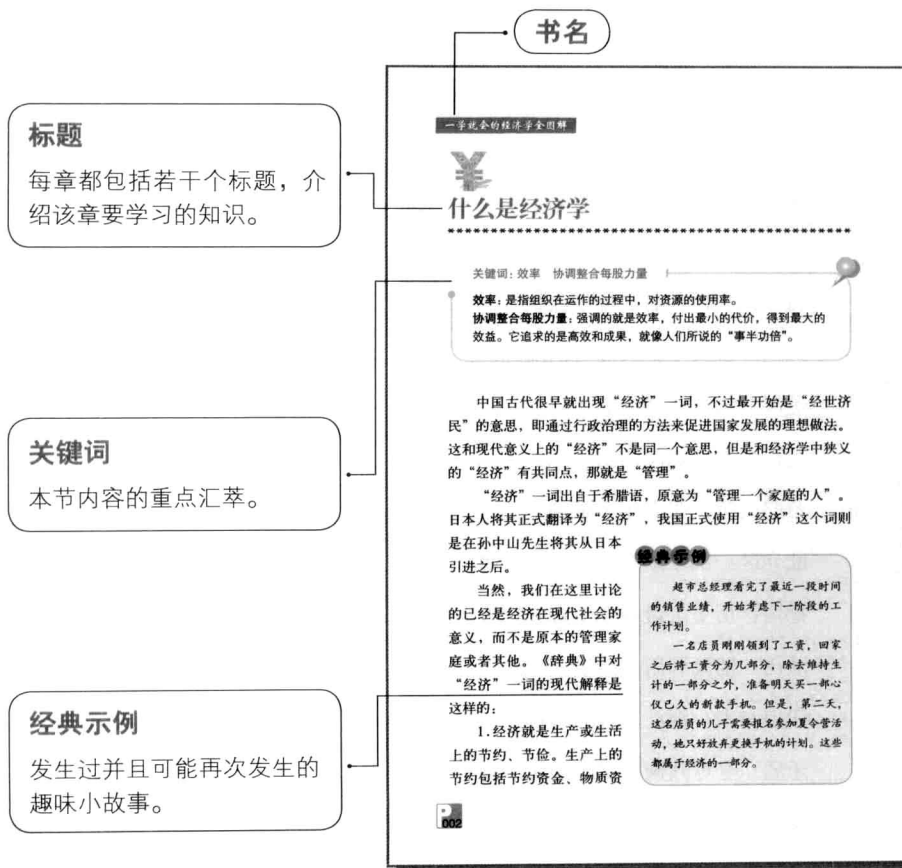 书名
标题
每章都包括若干个标题，介
绍该章要学习的知识。
关键词
本节内容的重点汇萃。
经典示例
发生过并且可能再次发生的
趣味小故事。
一学就会的经济学全图解
¥
什么是经济学
关键词：效率 协调整合每股力量
效率：是指组织在运作的过程中，对资源的使用率。
协调整合每股力量：强调的就是效率，付出最小的代价，得到最大的
效益。它追求的是高效和成果，就像人们所说的“事半功倍”。
中国古代很早就出现“经济”一词，不过最开始是“经世济
民”的意思，即通过行政治理的方法来促进国家发展的理想做法。
这和现代意义上的“经济”不是同一个意思，但是和经济学中狭义
的“经济”有共同点，那就是“管理”。
“经济”一词出自于希腊语，原意为“管理一个家庭的人”。
日本人将其正式翻译为“经济”，我国正式使用“经济”这个词则
是在孙中山先生将其从日本
引进之后。
当然，我们在这里讨论
的已经是经济在现代社会的
意义，而不是原本的管理家
庭或者其他。《辞典》中对
“经济”一词的现代解释是
这样的：
1.经济就是生产或生活
上的节约、节俭。生产上的
节约包括节约资金、物质资
经典示例
超市总经理看完了最近一段时间
的销售业绩，开始考虑下一阶段的工
作计划。
一名店员刚刚领到了工资，回家
之后将工资分为几部分，除去维持生
计的一部分之外，准备明天买一部心
仪已久的新款手机。但是，第二天，
这名店员的儿子需要报名参加夏令营活
动，她只好放弃更换手机的计划。这些
都属于经济的一部分。
P
002